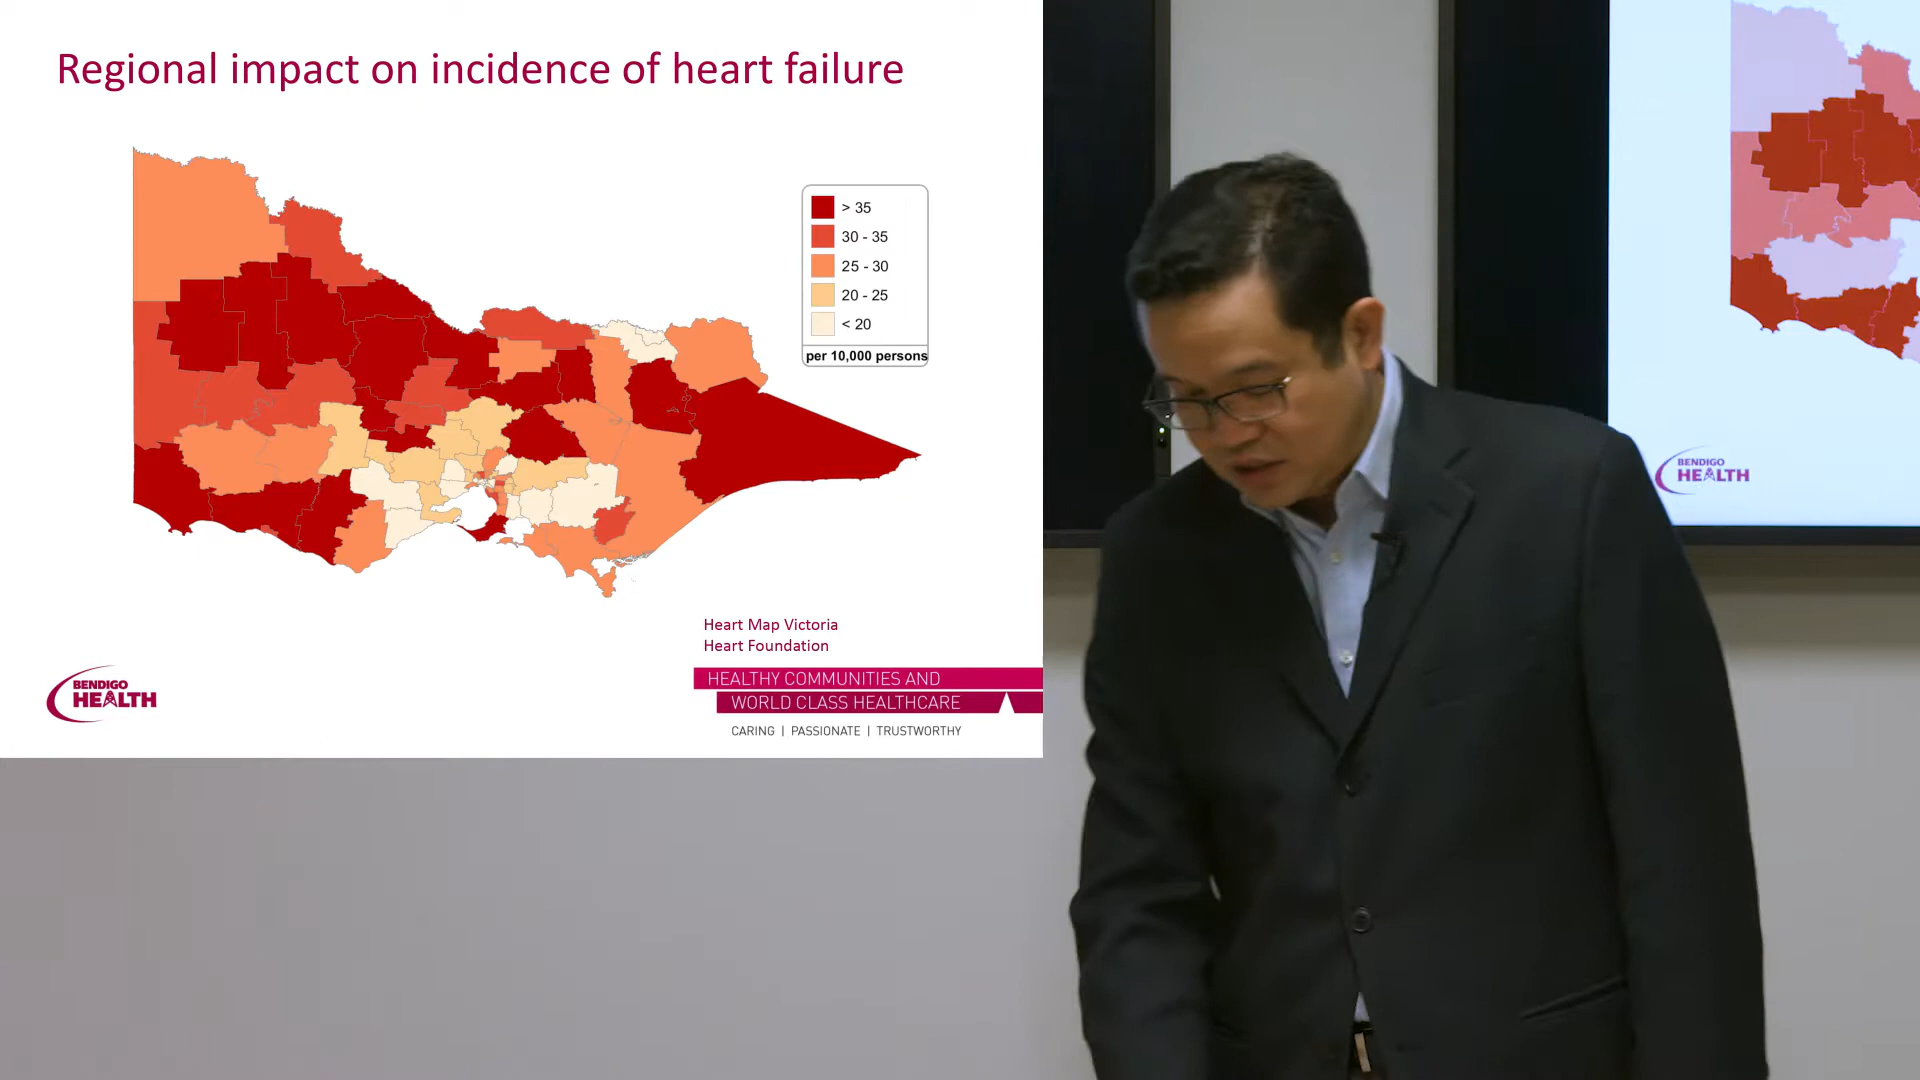 Regional impact on incidence of heart failure
> 35
30 - 35
25 - 30
20 - 25
< 20
per 10,000 persons
Heart Map Victoria
Heart Foundation
BENDIGO
HEALTH
HEALTHY COMMUNITIES AND
WORLD CLASS HEALTHCARE
CARING | PASSIONATE | TRUSTWORTHY
BENDIGO
HEALTH